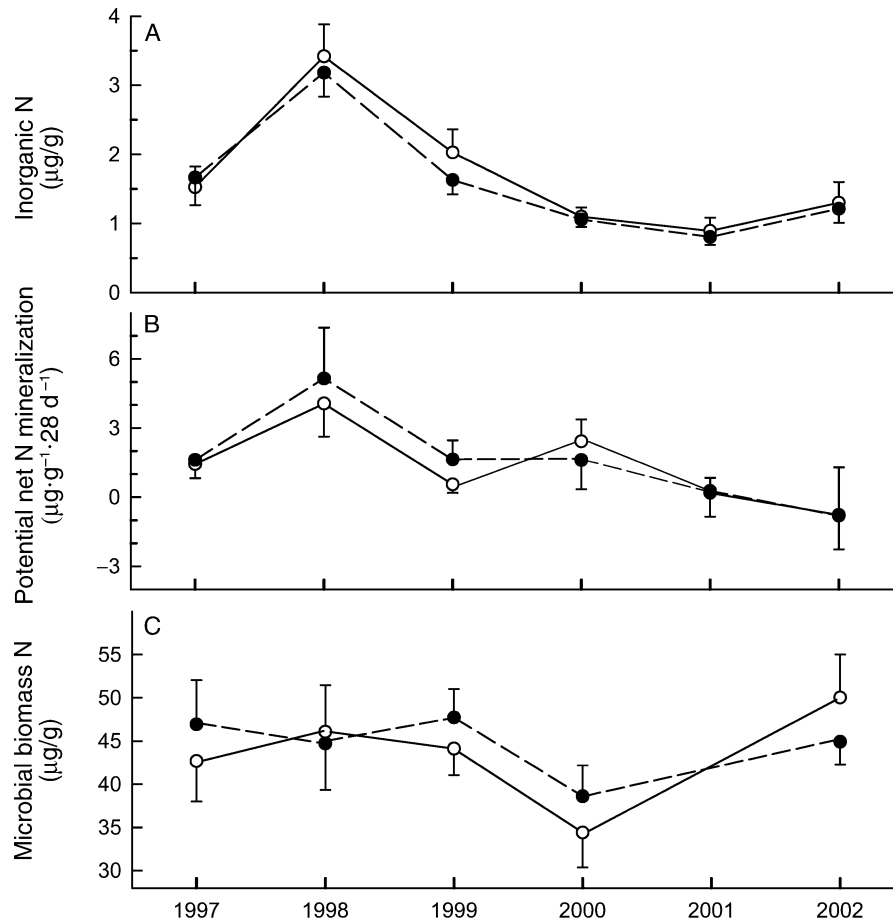 A
Inorganic N
(µg/g)
4
3
2
1
0
B
Potential net N mineralization
(µg·g⁻¹·28 d⁻¹)
6
3
0
−3
C
Microbial biomass N
(µg/g)
55
50
45
40
35
30
1997 1998 1999 2000 2001 2002